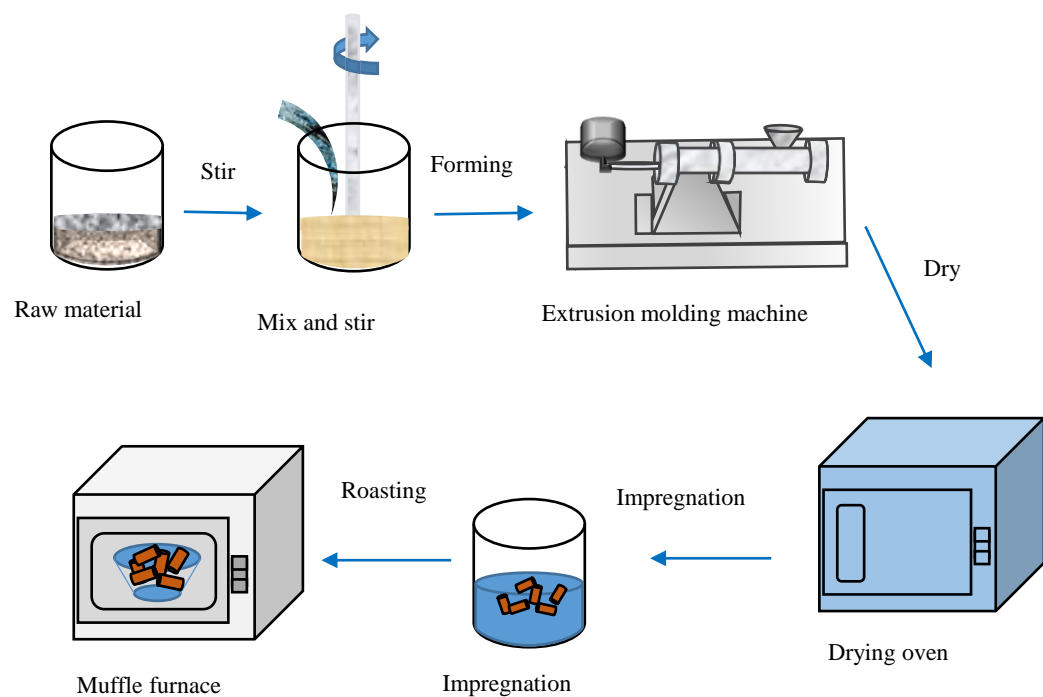 Stir
Forming
Raw material
Mix and stir
Extrusion molding machine
Dry
Roasting
Impregnation
Muffle furnace
Impregnation
Drying oven